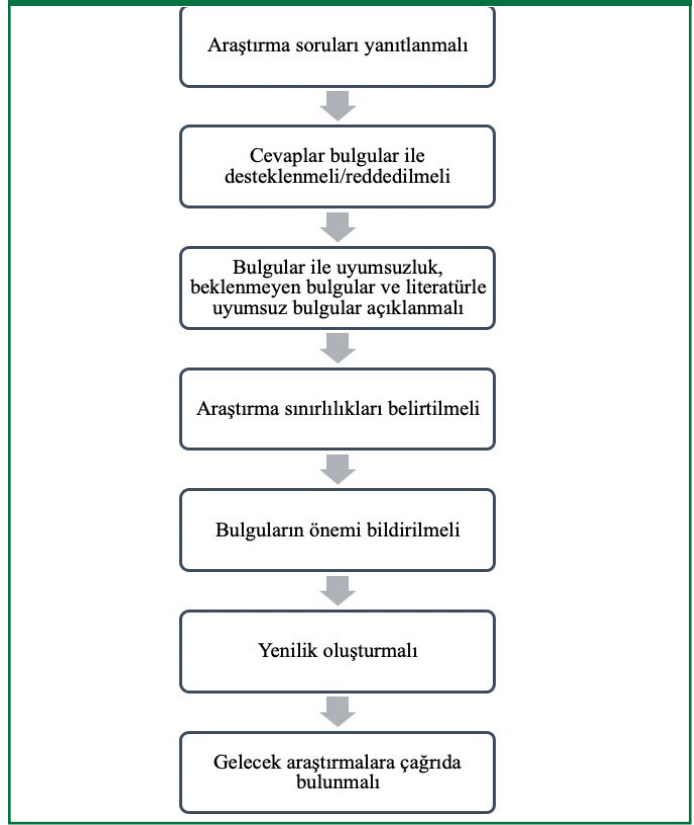 Araştırma soruları yanıtlanmalı
Cevaplar bulgular ile
desteklenmeli/reddedilmeli
Bulgular ile uyumsuzluk,
beklenmeyen bulgular ve literatürle
uyumsuz bulgular açıklanmalı
Araştırma sınırlılıkları belirtilmeli
Bulguların önemi bildirilmeli
Yenilik oluşturmalı
Gelecek araştırmalara çağrıda
bulunmalı